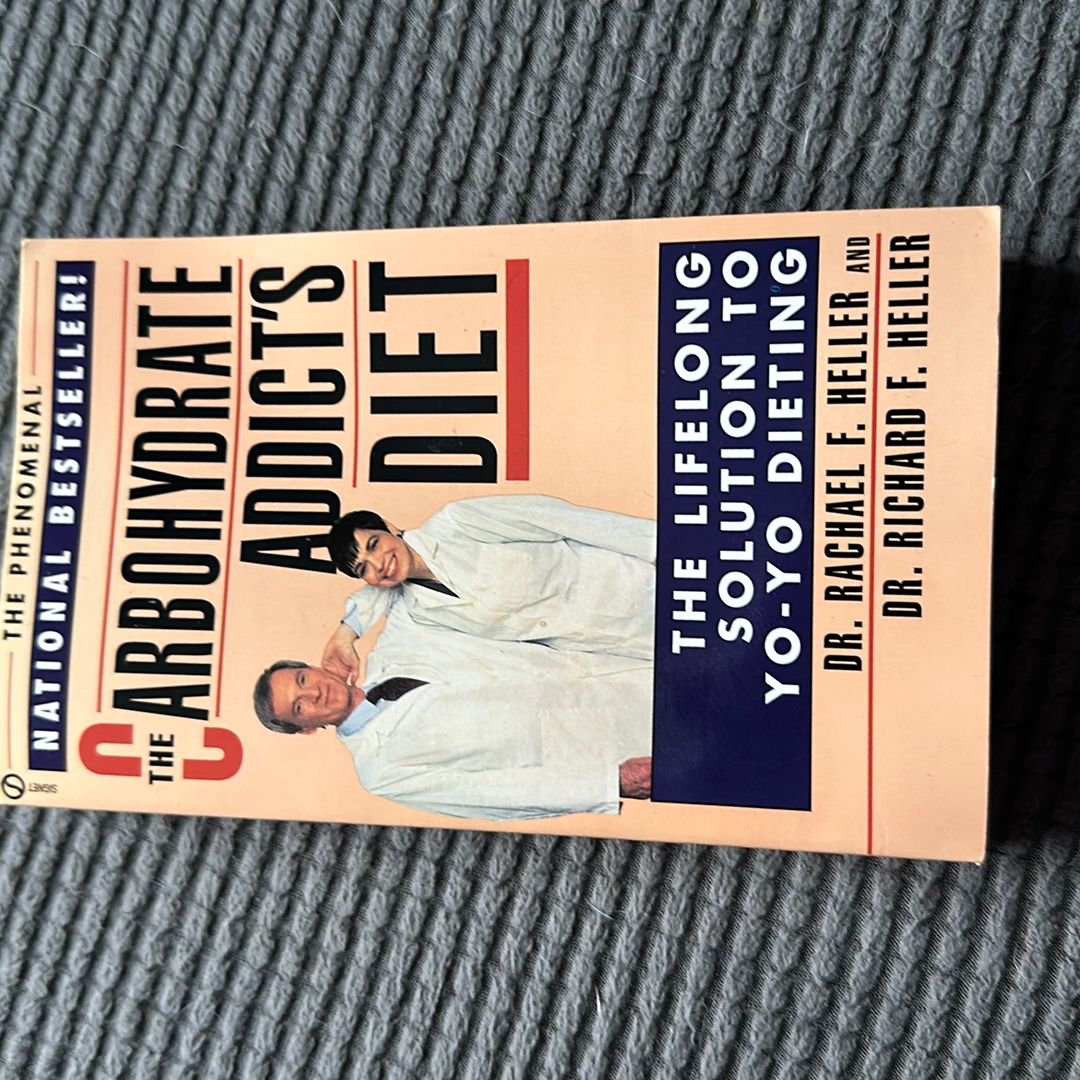 SIGNET
THE PHENOMENAL
NATIONAL BESTSELLER!
THE
CARBOHYDRATE
ADDICT'S
DIET
THE LIFELONG
SOLUTION TO
YO-YO DIETING
DR. RACHAEL F. HELLER AND
DR. RICHARD F. HELLER